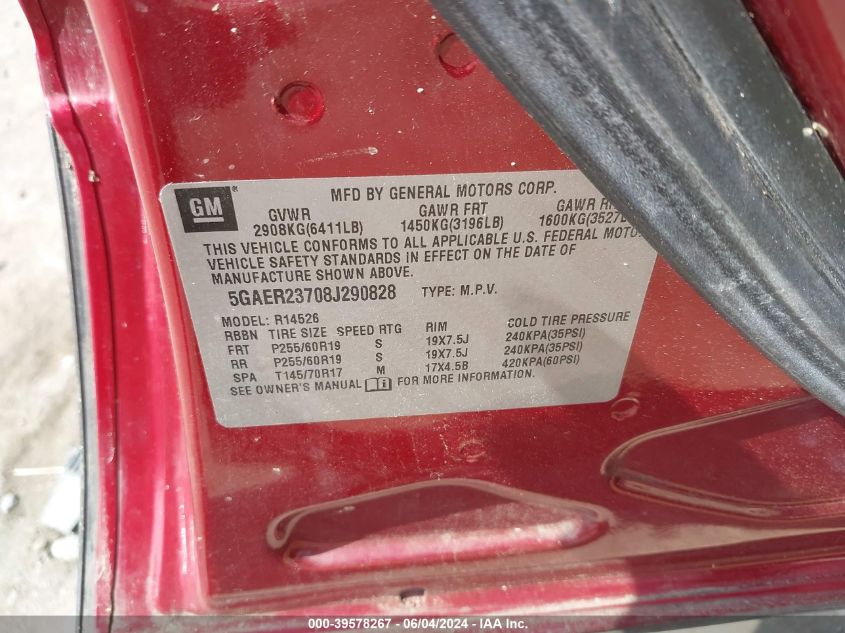 GM
®
MFD BY GENERAL MOTORS CORP.
GVWR GAWR FRT GAWR
2908KG(6411LB) 1450KG(3196LB) 1600KG(3527
THIS VEHICLE CONFORMS TO ALL APPLICABLE U.S. FEDERAL
VEHICLE SAFETY STANDARDS IN EFFECT ON THE DATE OF
MANUFACTURE SHOWN ABOVE.
5GAER23708J290828 TYPE: M.P.V.
MODEL: R14526
RBBN TIRE SIZE SPEED RTG RIM COLD TIRE PRESSURE
FRT P255/60R19 S 19X7.5J 240KPA(35PSI)
RR P255/60R19 S 19X7.5J 240KPA(35PSI)
SPA T145/70R17 M 17X4.5B 420KPA(60PSI)
SEE OWNER'S MANUAL FOR MORE INFORMATION.
000-39578267 - 06/04/2024 - IAA Inc.